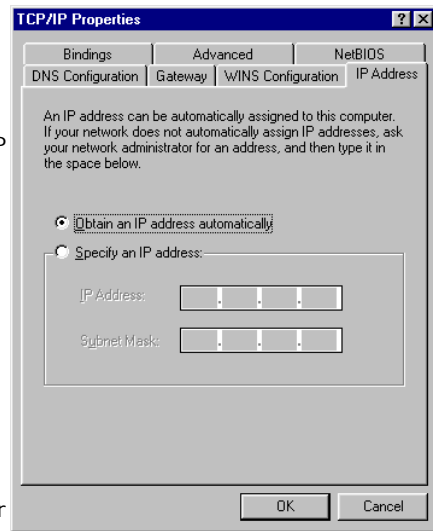 TCP/IP Properties
Bindings Advanced NetBIOS
DNS Configuration Gateway WINS Configuration IP Address
An IP address can be automatically assigned to this computer.
If your network does not automatically assign IP addresses, ask
your network administrator for an address, and then type it in
the space below.
Obtain an IP address automatically
Specify an IP address:
IP Address:
Subnet Mask:
OK Cancel